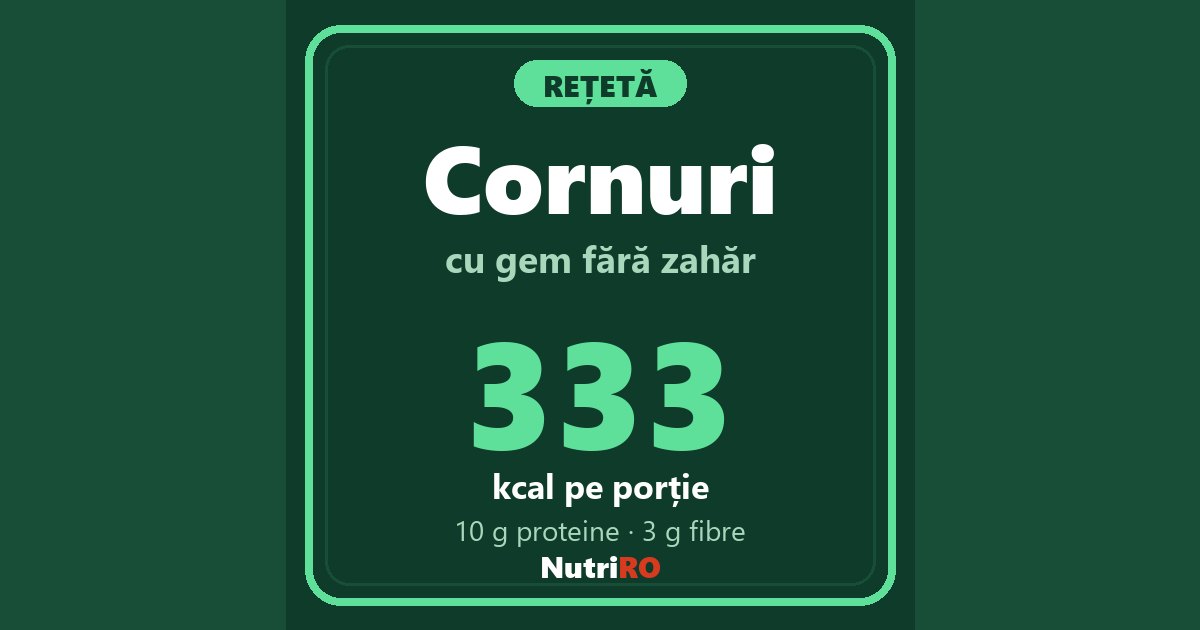 REȚETĂ
Cornuri
cu gem fără zahăr
333
kcal pe porție
10 g proteine · 3 g fibre
NutriRO